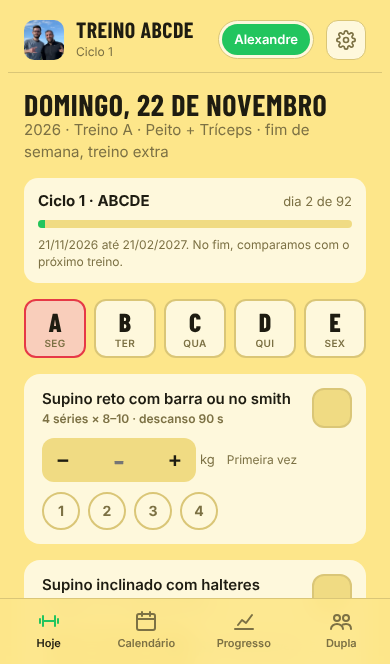 TREINO ABCDE
Ciclo 1
Alexandre
DOMINGO, 22 DE NOVEMBRO
2026 · Treino A · Peito + Tríceps · fim de
semana, treino extra
Ciclo 1 · ABCDE
dia 2 de 92
21/11/2026 até 21/02/2027. No fim, comparamos com o
próximo treino.
A
SEG
B
TER
C
QUA
D
QUI
E
SEX
Supino reto com barra ou no smith
4 séries × 8–10 · descanso 90 s
− – + kg Primeira vez
1 2 3 4
Supino inclinado com halteres
Hoje
Calendário
Progresso
Dupla